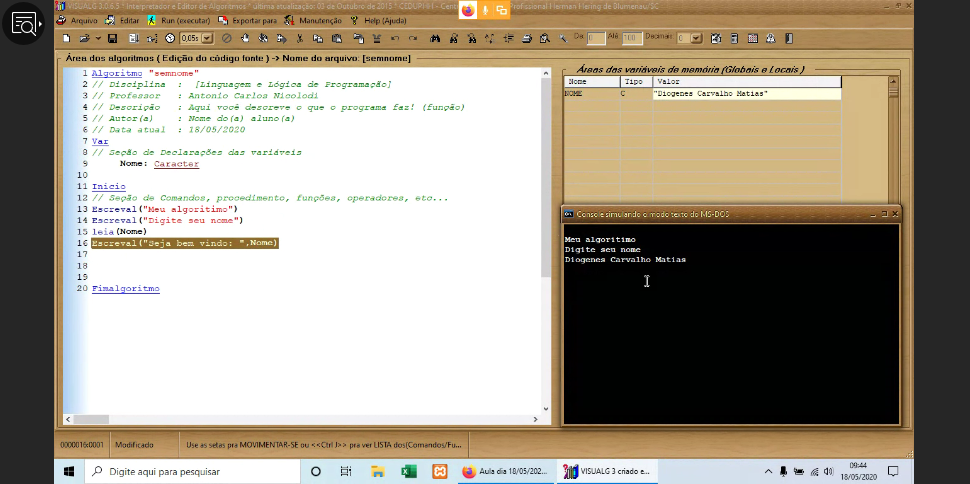 VISUALG 3.0.6.5 * Interpretador e Editor de Algoritmos * última atualização: 03 de Outubro de 2015 * CEDUPHH - Centro Profissional Herman Hering de Blumenau/SC
Arquivo Editar Run (executar) Exportar para Manutenção Help (Ajuda)
0,05s De: 0 Até 100 Decimais 0
Área dos algoritmos ( Edição do código fonte ) -> Nome do arquivo: [semnome]
1 Algoritmo "semnome"
2 // Disciplina : [Linguagem e Lógica de Programação]
3 // Professor : Antonio Carlos Nicolodi
4 // Descrição : Aqui você descreve o que o programa faz! (função)
5 // Autor(a) : Nome do(a) aluno(a)
6 // Data atual : 18/05/2020
7 Var
8 // Seção de Declarações das variáveis
9 Nome: Caracter
10
11 Inicio
12 // Seção de Comandos, procedimento, funções, operadores, etc...
13 Escreval("Meu algoritimo")
14 Escreval("Digite seu nome")
15 leia(Nome)
16 Escreval("Seja bem vindo: ",Nome)
17
18
19
20 Fimalgoritmo
Áreas das variáveis de memória (Globais e Locais )
Nome Tipo Valor
NOME C "Diogenes Carvalho Matias"
Console simulando o modo texto do MS-DOS
Meu algoritimo
Digite seu nome
Diogenes Carvalho Matias
0000016:0001 Modificado Use as setas pra MOVIMENTAR-SE ou <<Ctrl J>> pra ver LISTA dos(Comandos/Fu...
Digite aqui para pesquisar
Aula dia 18/05/202...
VISUALG 3 criado e...
09:44
18/05/2020